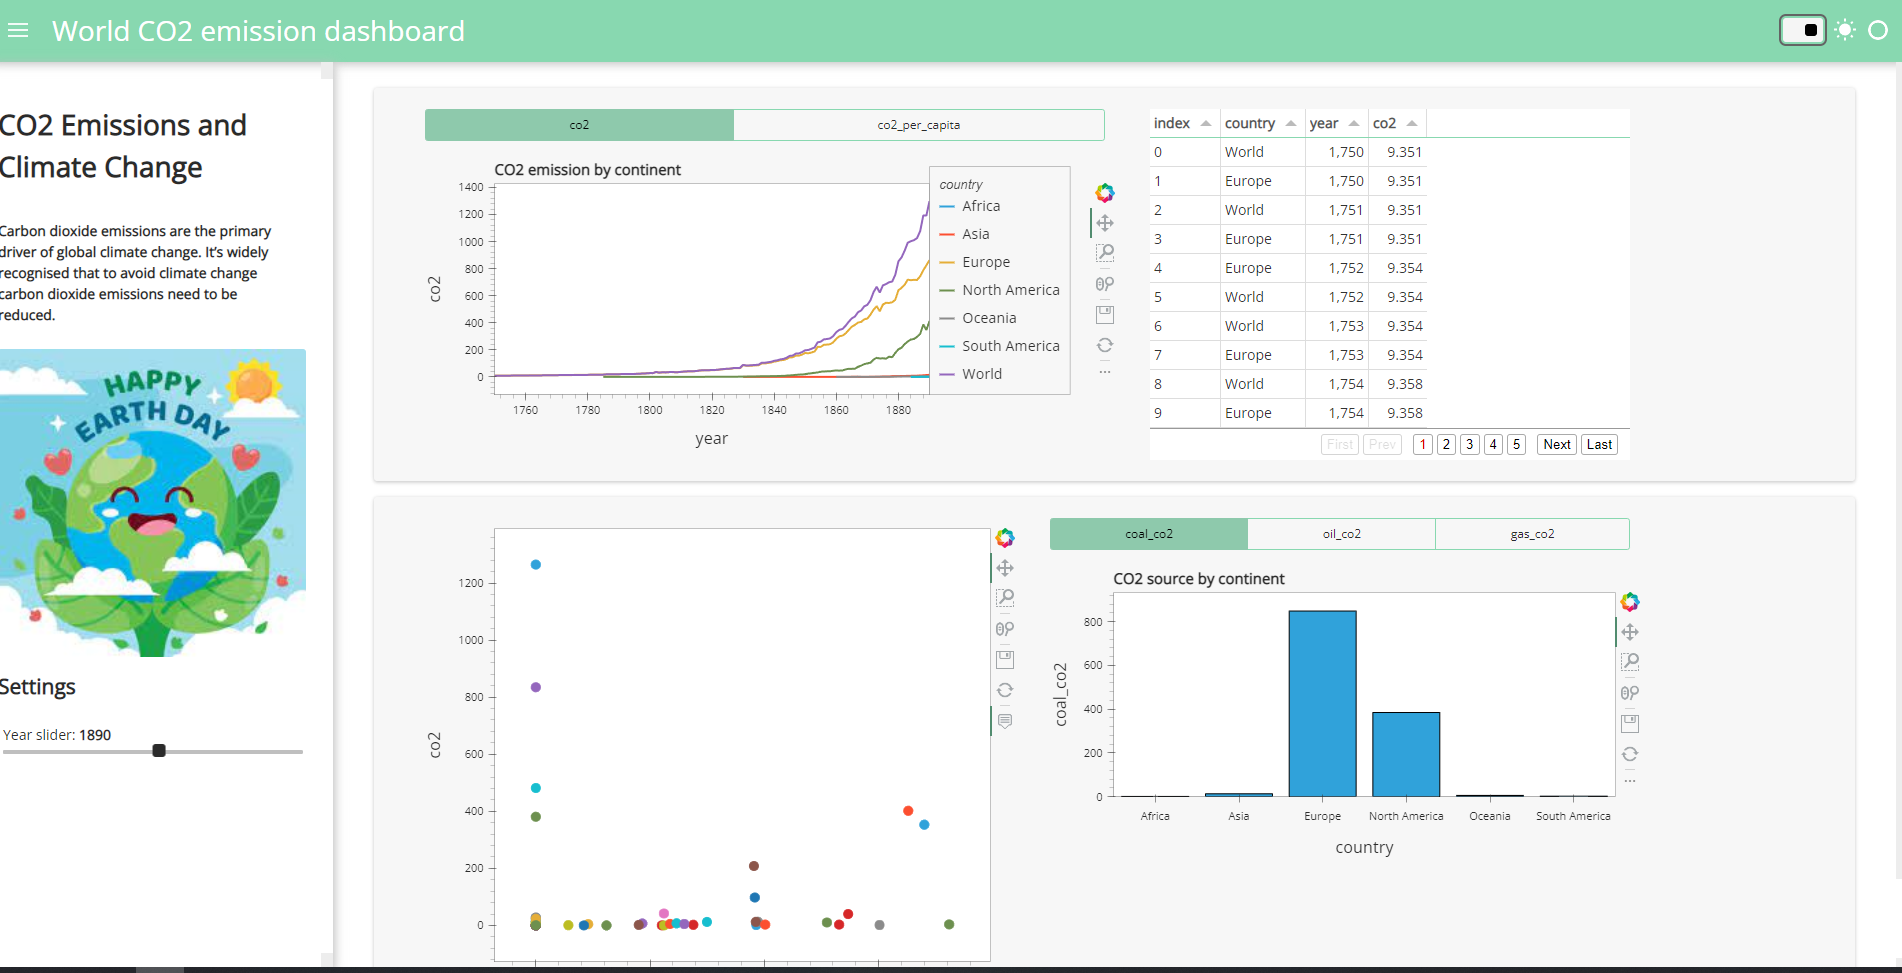 World CO2 emission dashboard
CO2 Emissions and
Climate Change
Carbon dioxide emissions are the primary
driver of global climate change. It's widely
recognised that to avoid climate change
carbon dioxide emissions need to be
reduced.
HAPPY
EARTH DAY
Settings
Year slider: 1890
co2 co2_per_capita
CO2 emission by continent
1400
1200
1000
800
600
400
200
0
co2
1760 1780 1800 1820 1840 1860 1880
year
country
Africa
Asia
Europe
North America
Oceania
South America
World
index country year co2
0 World 1,750 9.351
1 Europe 1,750 9.351
2 World 1,751 9.351
3 Europe 1,751 9.351
4 Europe 1,752 9.354
5 World 1,752 9.354
6 World 1,753 9.354
7 Europe 1,753 9.354
8 World 1,754 9.358
9 Europe 1,754 9.358
First Prev 1 2 3 4 5 Next Last
1200
1000
800
600
400
200
0
co2
coal_co2 oil_co2 gas_co2
CO2 source by continent
800
600
400
200
0
coal_co2
Africa Asia Europe North America Oceania South America
country